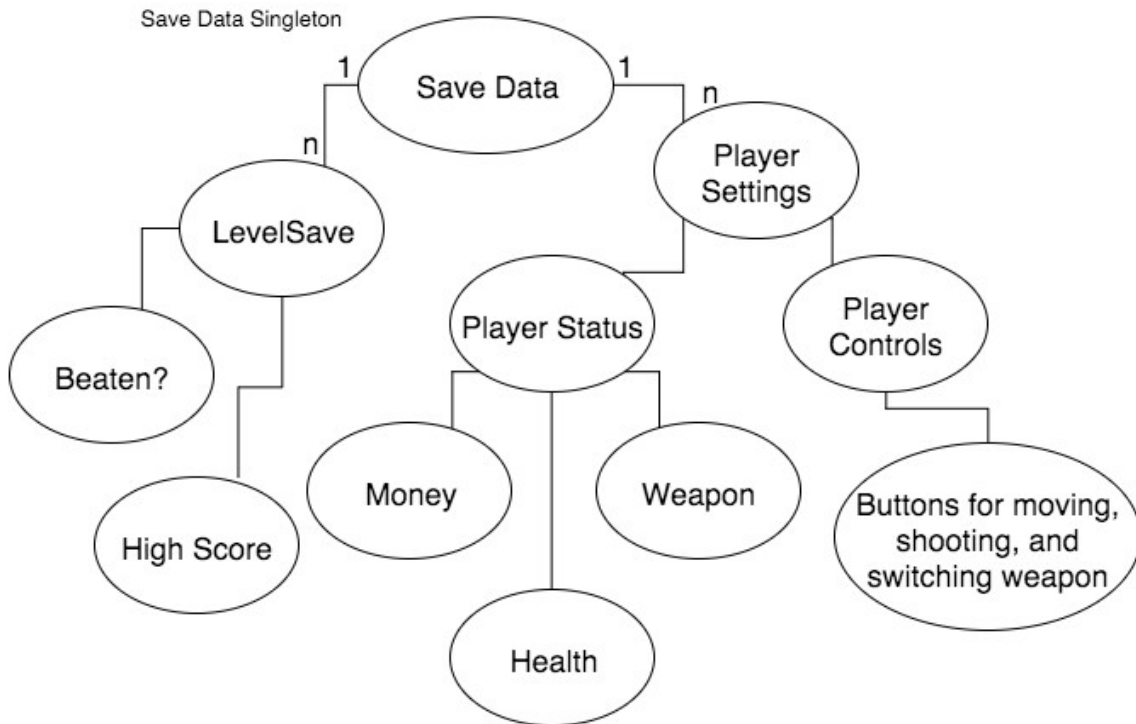 Save Data Singleton
1
Save Data
1
n
n
Player
Settings
LevelSave
Player Status
Player
Controls
Beaten?
Money
Weapon
Buttons for moving,
shooting, and
switching weapon
High Score
Health